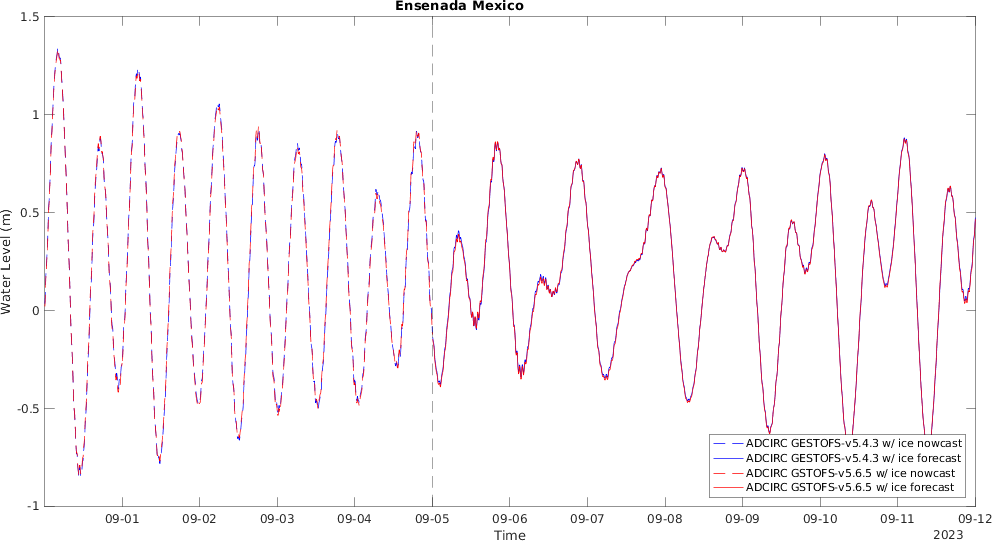 Ensenada Mexico
1.5
1
0.5
0
-0.5
-1
Water Level (m)
09-01 09-02 09-03 09-04 09-05 09-06 09-07 09-08 09-09 09-10 09-11 09-12
Time
2023
ADCIRC GESTOFS-v5.4.3 w/ ice nowcast
ADCIRC GESTOFS-v5.4.3 w/ ice forecast
ADCIRC GSTOFS-v5.6.5 w/ ice nowcast
ADCIRC GSTOFS-v5.6.5 w/ ice forecast